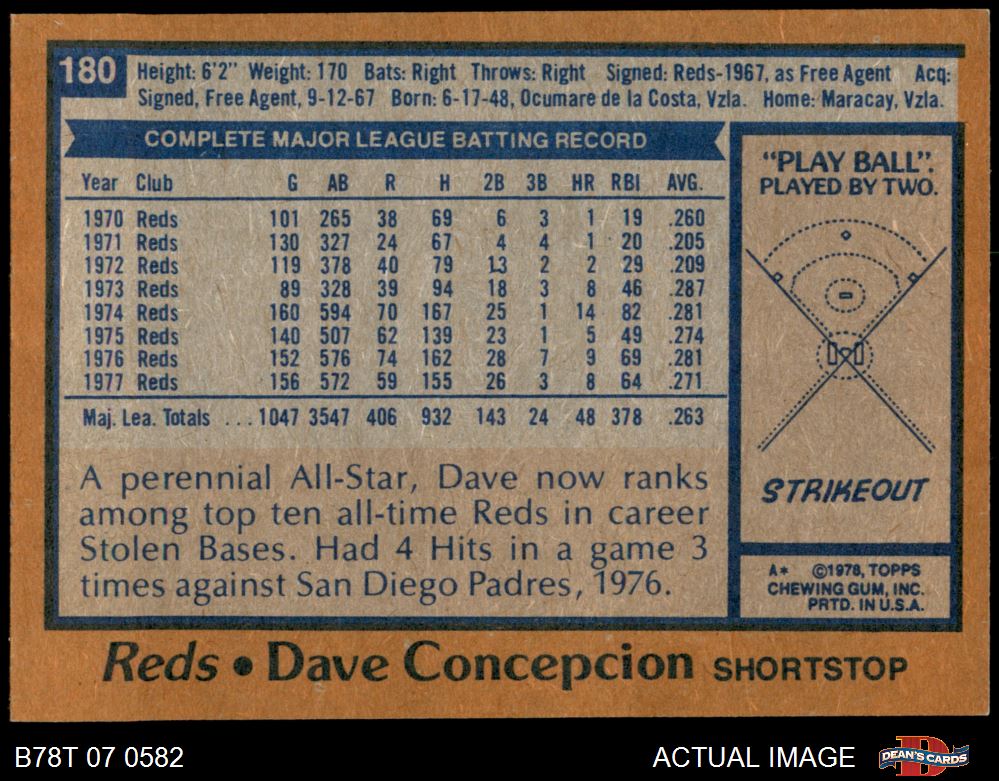 180
Height: 6'2" Weight: 170 Bats: Right Throws: Right Signed: Reds-1967, as Free Agent Acq:
Signed, Free Agent, 9-12-67 Born: 6-17-48, Ocumare de la Costa, Vzla. Home: Maracay, Vzla.
COMPLETE MAJOR LEAGUE BATTING RECORD
Year Club G AB R H 2B 3B HR RBI AVG.
1970 Reds 101 265 38 69 6 3 1 19 .260
1971 Reds 130 327 24 67 4 4 1 20 .205
1972 Reds 119 378 40 79 13 2 2 29 .209
1973 Reds 89 328 39 94 18 3 8 46 .287
1974 Reds 160 594 70 167 25 1 14 82 .281
1975 Reds 140 507 62 139 23 1 5 49 .274
1976 Reds 152 576 74 162 28 7 9 69 .281
1977 Reds 156 572 59 155 26 3 8 64 .271
Maj. Lea. Totals ... 1047 3547 406 932 143 24 48 378 .263
A perennial All-Star, Dave now ranks
among top ten all-time Reds in career
Stolen Bases. Had 4 Hits in a game 3
times against San Diego Padres, 1976.
"PLAY BALL".
PLAYED BY TWO.
STRIKEOUT
A* ©1978, TOPPS
CHEWING GUM, INC.
PRTD. IN U.S.A.
Reds • Dave Concepcion SHORTSTOP
B78T 07 0582
ACTUAL IMAGE
DEAN'S CARDS